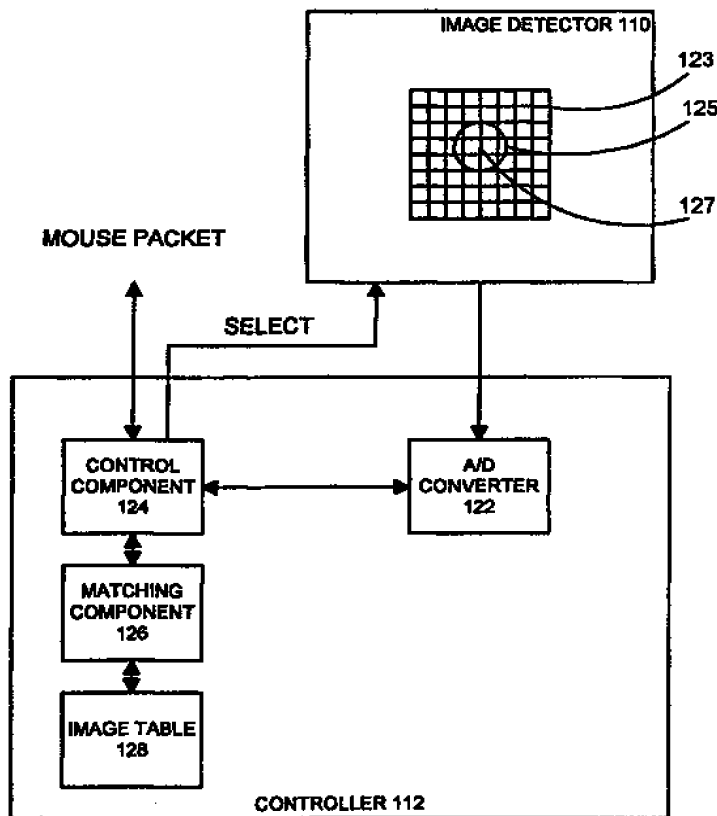 IMAGE DETECTOR 110
123
125
127
MOUSE PACKET
SELECT
CONTROL
COMPONENT
124
A/D
CONVERTER
122
MATCHING
COMPONENT
126
IMAGE TABLE
128
CONTROLLER 112